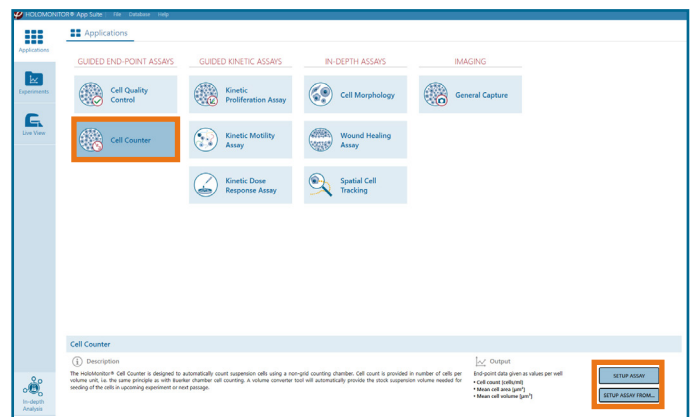 HOLOMONITOR® App Suite File Database Help
Applications
Applications
Experiments
Live View
In-depth
Analysis
GUIDED END-POINT ASSAYS
Cell Quality
Control
Cell Counter
GUIDED KINETIC ASSAYS
Kinetic
Proliferation Assay
Kinetic Motility
Assay
Kinetic Dose
Response Assay
IN-DEPTH ASSAYS
Cell Morphology
Wound Healing
Assay
Spatial Cell
Tracking
IMAGING
General Capture
Cell Counter
Description
The HoloMonitor® Cell Counter is designed to automatically count suspension cells using a non-grid counting chamber. Cell count is provided in number of cells per
volume unit, i.e. the same principle as with Buerker chamber cell counting. A volume converter tool will automatically provide the stock suspension volume needed for
seeding of the cells in upcoming experiment or next passage.
Output
End-point data given as values per well
• Cell count (cells/ml)
• Mean cell area (µm²)
• Mean cell volume (µm³)
SETUP ASSAY
SETUP ASSAY FROM...